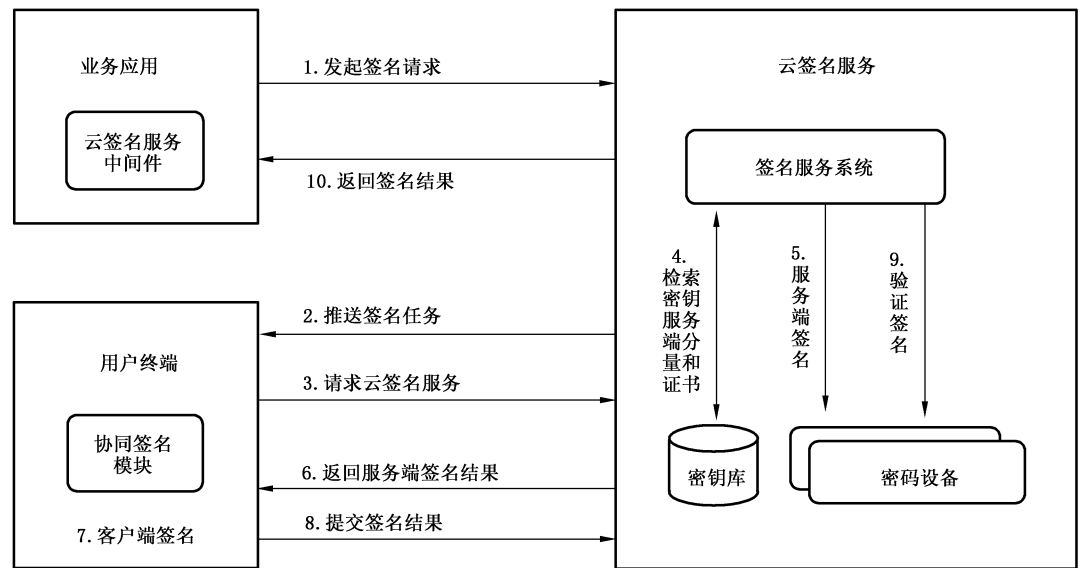 业务应用
云签名服务
中间件
1.发起签名请求
10.返回签名结果
云签名服务
签名服务系统
4.
检索
密钥
服务
端分
量和
证书
5.
服务端签名
9.
验证签名
密钥库
密码设备
用户终端
协同签名
模块
7.客户端签名
2.推送签名任务
3.请求云签名服务
6.返回服务端签名结果
8.提交签名结果